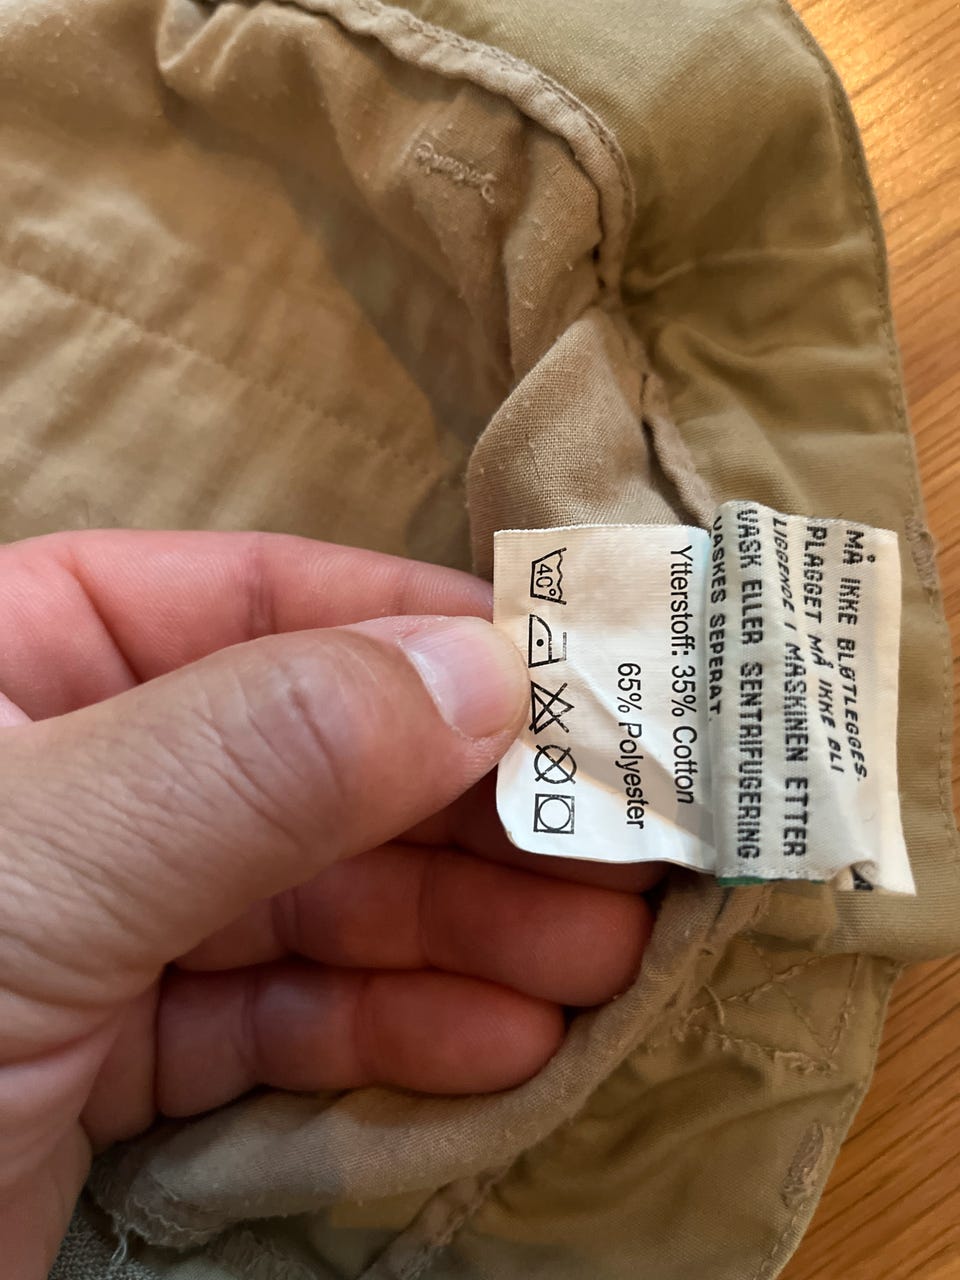 MÅ IKKE BLØTLEGGES.
PLAGGET MÅ IKKE BLI
LIGGENDE I MASKINEN ETTER
VASK ELLER SENTRIFUGERING
VASKES SEPERAT.
Ytterstoff: 35% Cotton
65% Polyester
40°